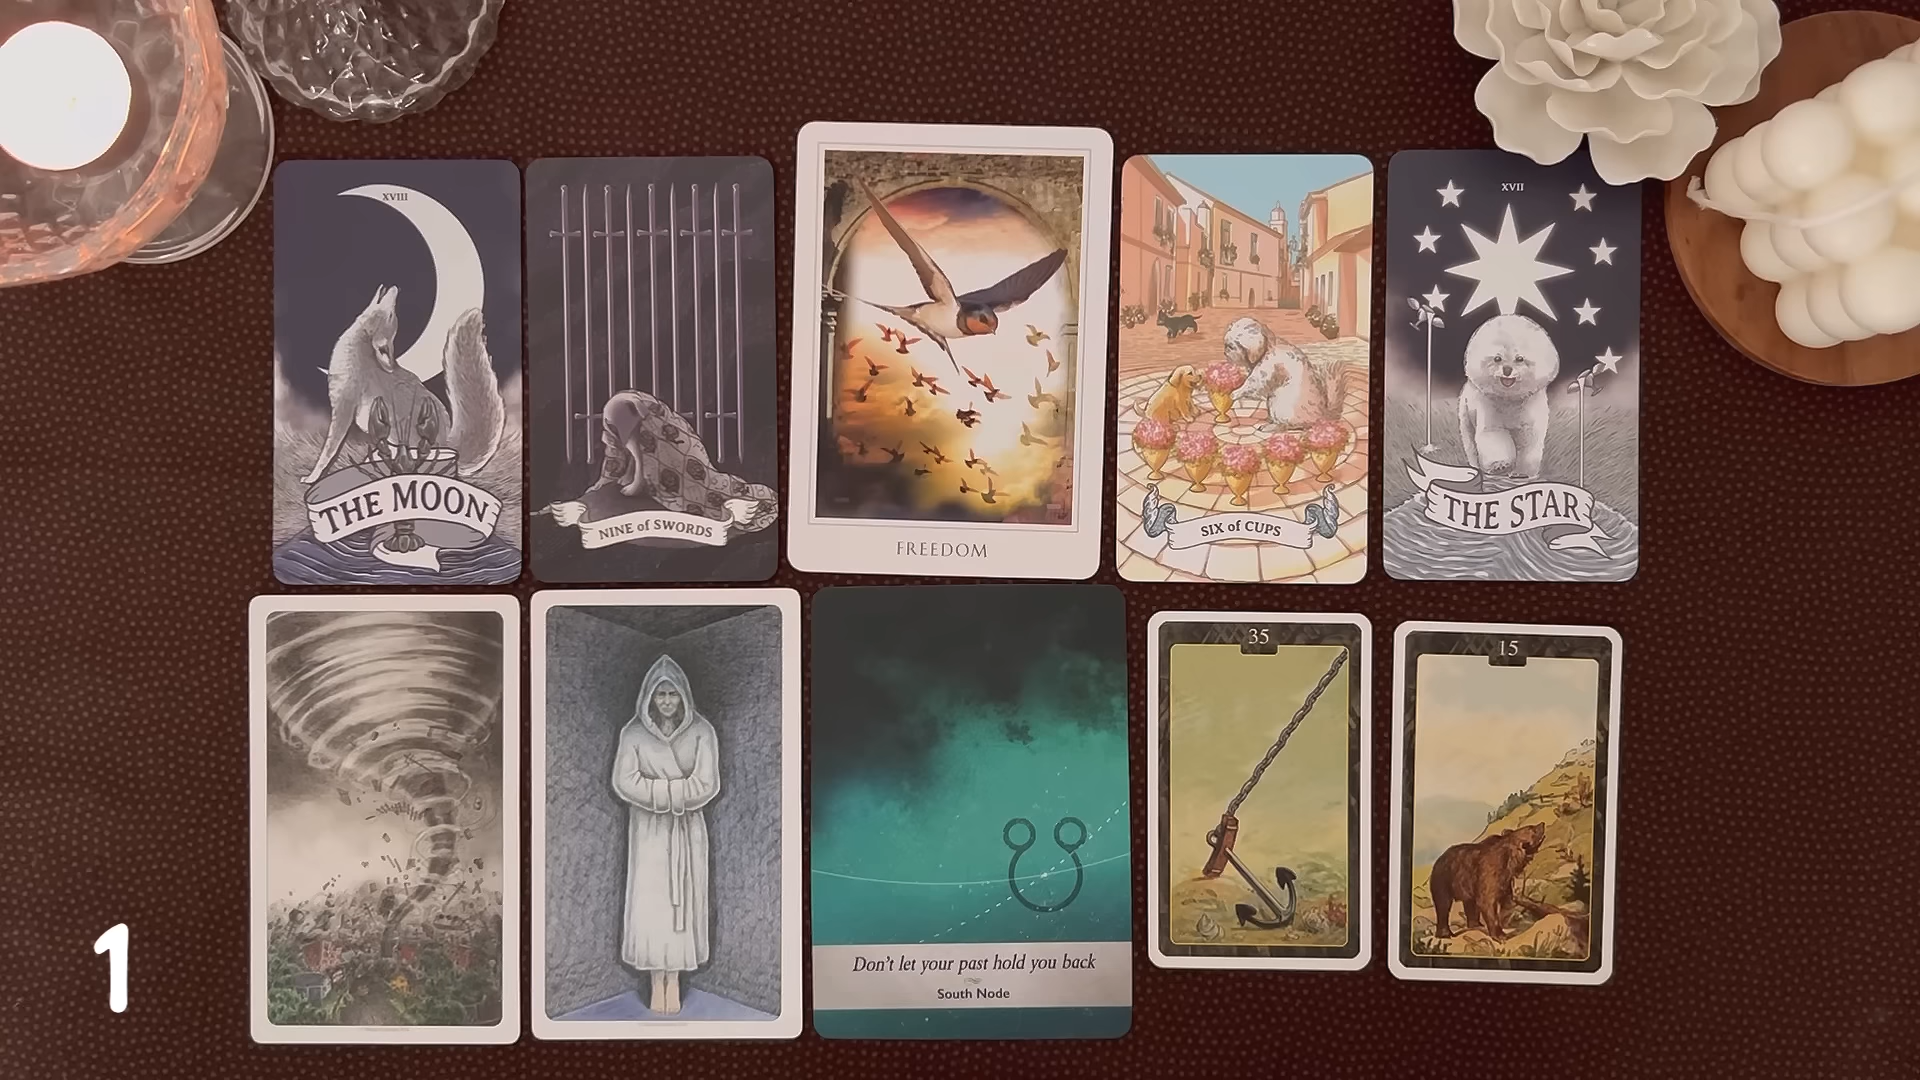 XVIII
THE MOON
NINE of SWORDS
FREEDOM
SIX of CUPS
XVII
THE STAR
35
15
Don't let your past hold you back
South Node
1